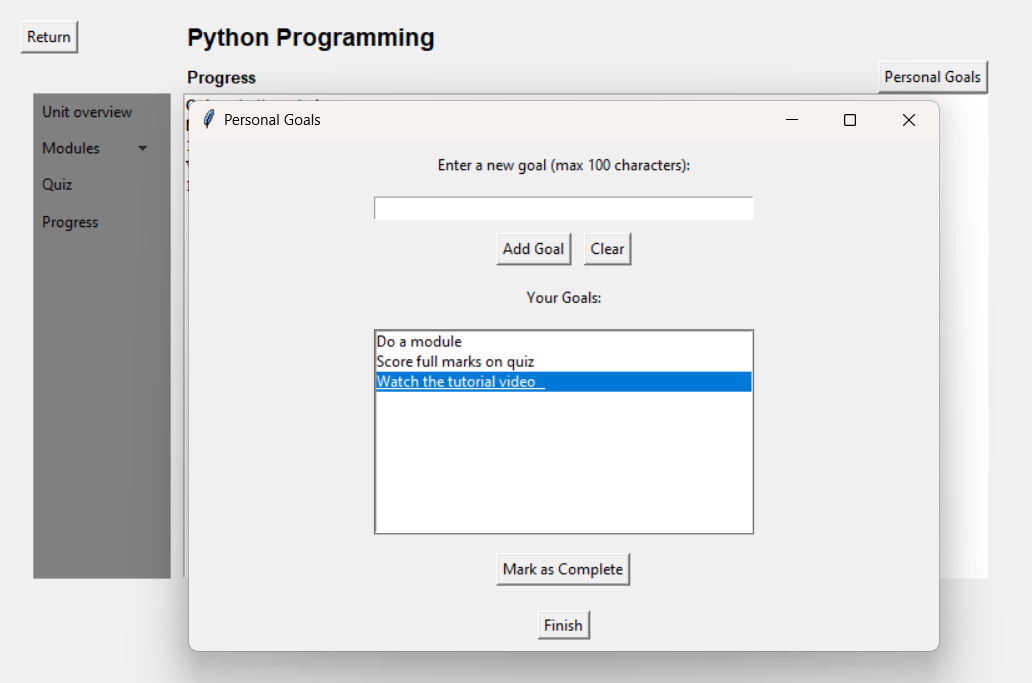 Return
Python Programming
Progress
Personal Goals
Unit overview
Modules
Quiz
Progress
Personal Goals
Enter a new goal (max 100 characters):
Add Goal
Clear
Your Goals:
Do a module
Score full marks on quiz
Watch the tutorial video
Mark as Complete
Finish